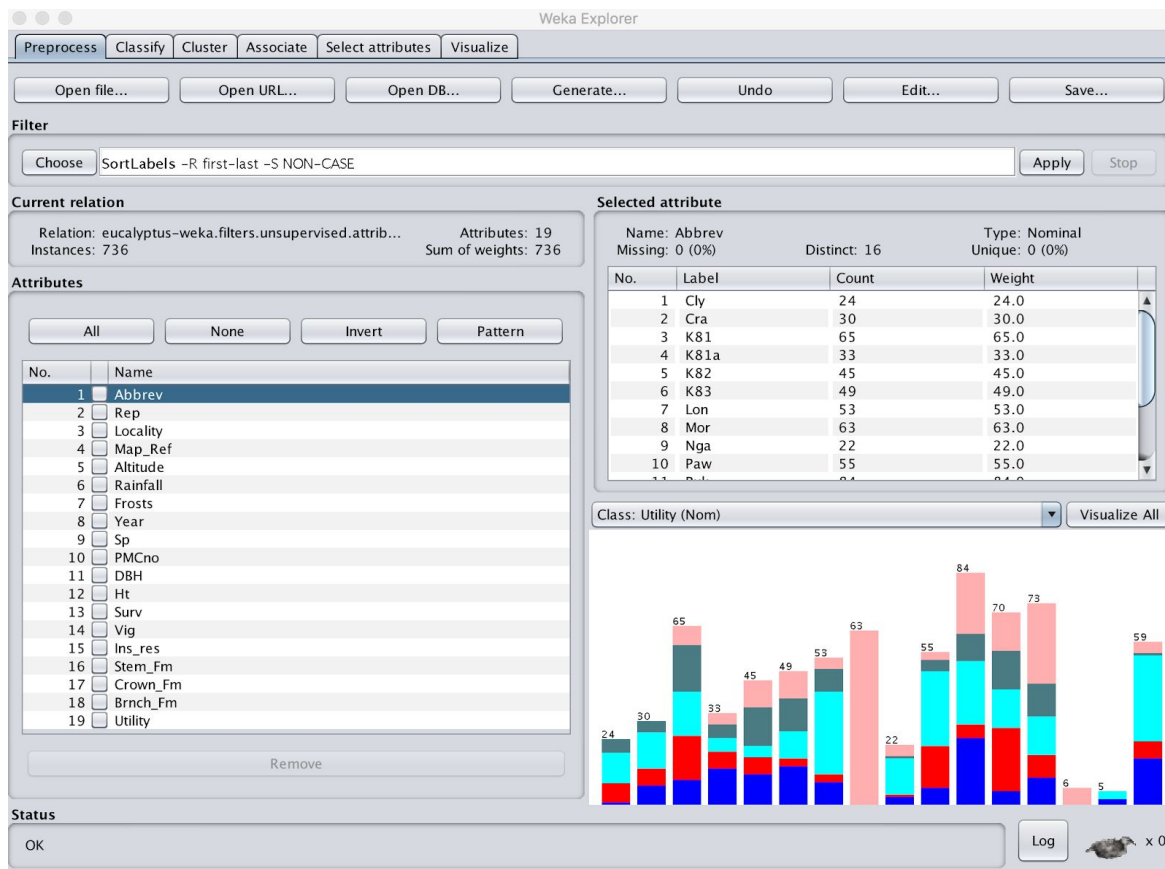 Weka Explorer
Preprocess Classify Cluster Associate Select attributes Visualize
Open file... Open URL... Open DB... Generate... Undo Edit... Save...
Filter
Choose SortLabels -R first-last -S NON-CASE Apply Stop
Current relation
Relation: eucalyptus-weka.filters.unsupervised.attrib... Attributes: 19
Instances: 736 Sum of weights: 736
Attributes
All None Invert Pattern
No. Name
1 Abbrev
2 Rep
3 Locality
4 Map_Ref
5 Altitude
6 Rainfall
7 Frosts
8 Year
9 Sp
10 PMCno
11 DBH
12 Ht
13 Surv
14 Vig
15 Ins_res
16 Stem_Fm
17 Crown_Fm
18 Brnch_Fm
19 Utility
Remove
Selected attribute
Name: Abbrev Type: Nominal
Missing: 0 (0%) Distinct: 16 Unique: 0 (0%)
No. Label Count Weight
1 Cly 24 24.0
2 Cra 30 30.0
3 K81 65 65.0
4 K81a 33 33.0
5 K82 45 45.0
6 K83 49 49.0
7 Lon 53 53.0
8 Mor 63 63.0
9 Nga 22 22.0
10 Paw 55 55.0
Class: Utility (Nom) Visualize All
24 30 65 33 45 49 53 63 22 55 84 70 73 6 5 59
Status
OK Log x 0